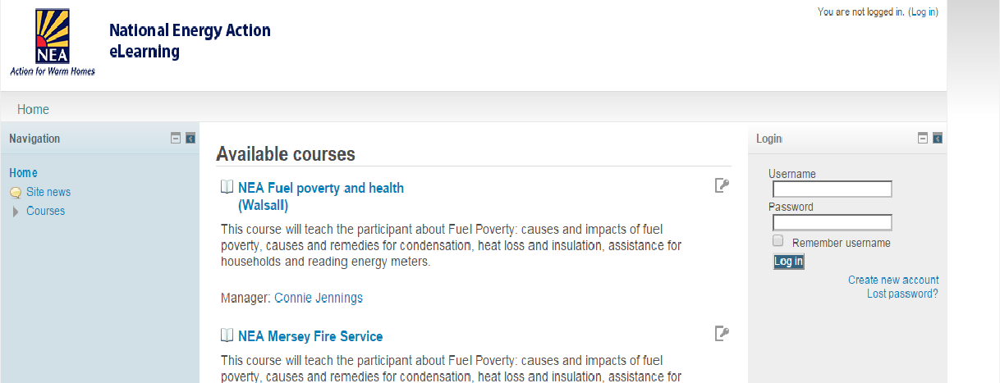 You are not logged in. (Log in)
NEA
Action for Warm Homes
National Energy Action
eLearning
Home
Navigation
Home
Site news
Courses
Available courses
NEA Fuel poverty and health
(Walsall)
This course will teach the participant about Fuel Poverty: causes and impacts of fuel
poverty, causes and remedies for condensation, heat loss and insulation, assistance for
households and reading energy meters.
Manager: Connie Jennings
NEA Mersey Fire Service
This course will teach the participant about Fuel Poverty: causes and impacts of fuel
poverty, causes and remedies for condensation, heat loss and insulation, assistance for
Login
Username
Password
Remember username
Log in
Create new account
Lost password?